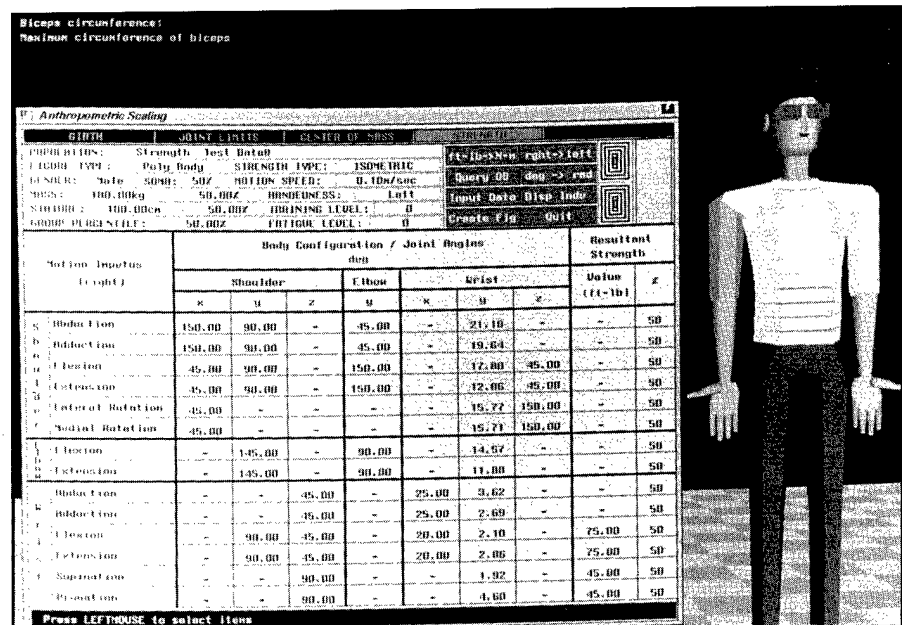 Biceps circumference:
Maximum circumference of biceps
Anthropometric Scaling
GIRTH JOINT LIMITS CENTER OF MASS STRENGTH
POPULATION: Strength Test Data0
FIGURE TYPE: Poly Body STRENGTH TYPE: ISOMETRIC
GENDER: Male SOMA: 50% MOTION SPEED: 0.10m/sec
MASS: 100.00kg 50.00% HANDEDNESS: Left
STATURE: 100.00cm 50.00% TRAINING LEVEL: 0
GROUP PERCENTILE: 50.00% FATIGUE LEVEL: 0
ft-lb->N-m rght->left
Query OO deg -> rad
Input Data Disp Indv
Create Fig Quit
Motion Impetus
(right)
Body Configuration / Joint Angles
deg
Resultant
Strength
Shoulder Elbow Wrist Value %
(ft-lb)
x y z y x y z
Abduction 150.00 90.00 - 45.00 - 21.10 - - 50
Adduction 150.00 90.00 - 45.00 - 19.64 - - 50
Flexion 45.00 90.00 - 150.00 - 17.80 45.00 - 50
Extension 45.00 90.00 - 150.00 - 12.06 45.00 - 50
Lateral Rotation 45.00 - - - - 15.77 150.00 - 50
Medial Rotation 45.00 - - - - 15.71 150.00 - 50
Flexion - 145.00 - 90.00 - 14.57 - - 50
Extension - 145.00 - 90.00 - 11.80 - - 50
Abduction - - 45.00 - 25.00 3.62 - - 50
Adduction - - 45.00 - 25.00 2.69 - - 50
Flexion - 90.00 45.00 - 20.00 2.10 - 75.00 50
Extension - 90.00 45.00 - 20.00 2.06 - 75.00 50
Supination - - 90.00 - - 1.92 - 45.00 50
Pronation - - 90.00 - - 4.60 - 45.00 50
Press LEFTMOUSE to select items